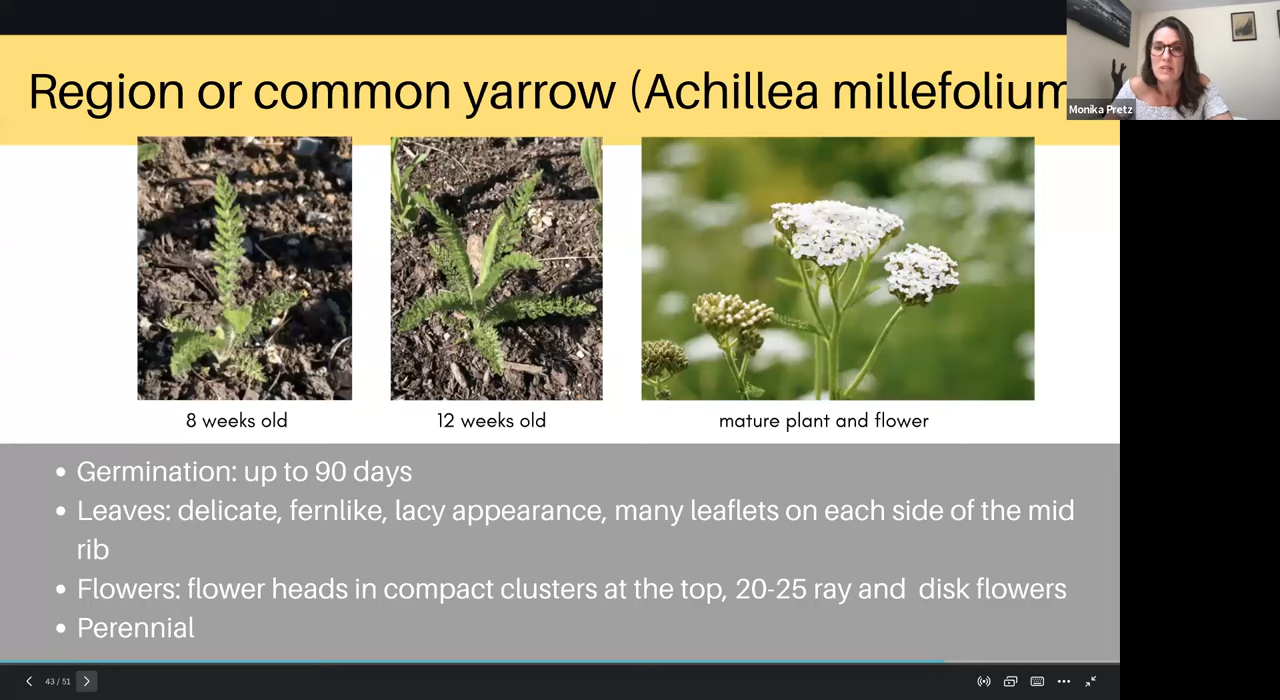 Region or common yarrow (Achillea millefolium
Monika Pretz
8 weeks old
12 weeks old
mature plant and flower
• Germination: up to 90 days
• Leaves: delicate, fernlike, lacy appearance, many leaflets on each side of the mid
rib
• Flowers: flower heads in compact clusters at the top, 20-25 ray and disk flowers
• Perennial
43 / 51